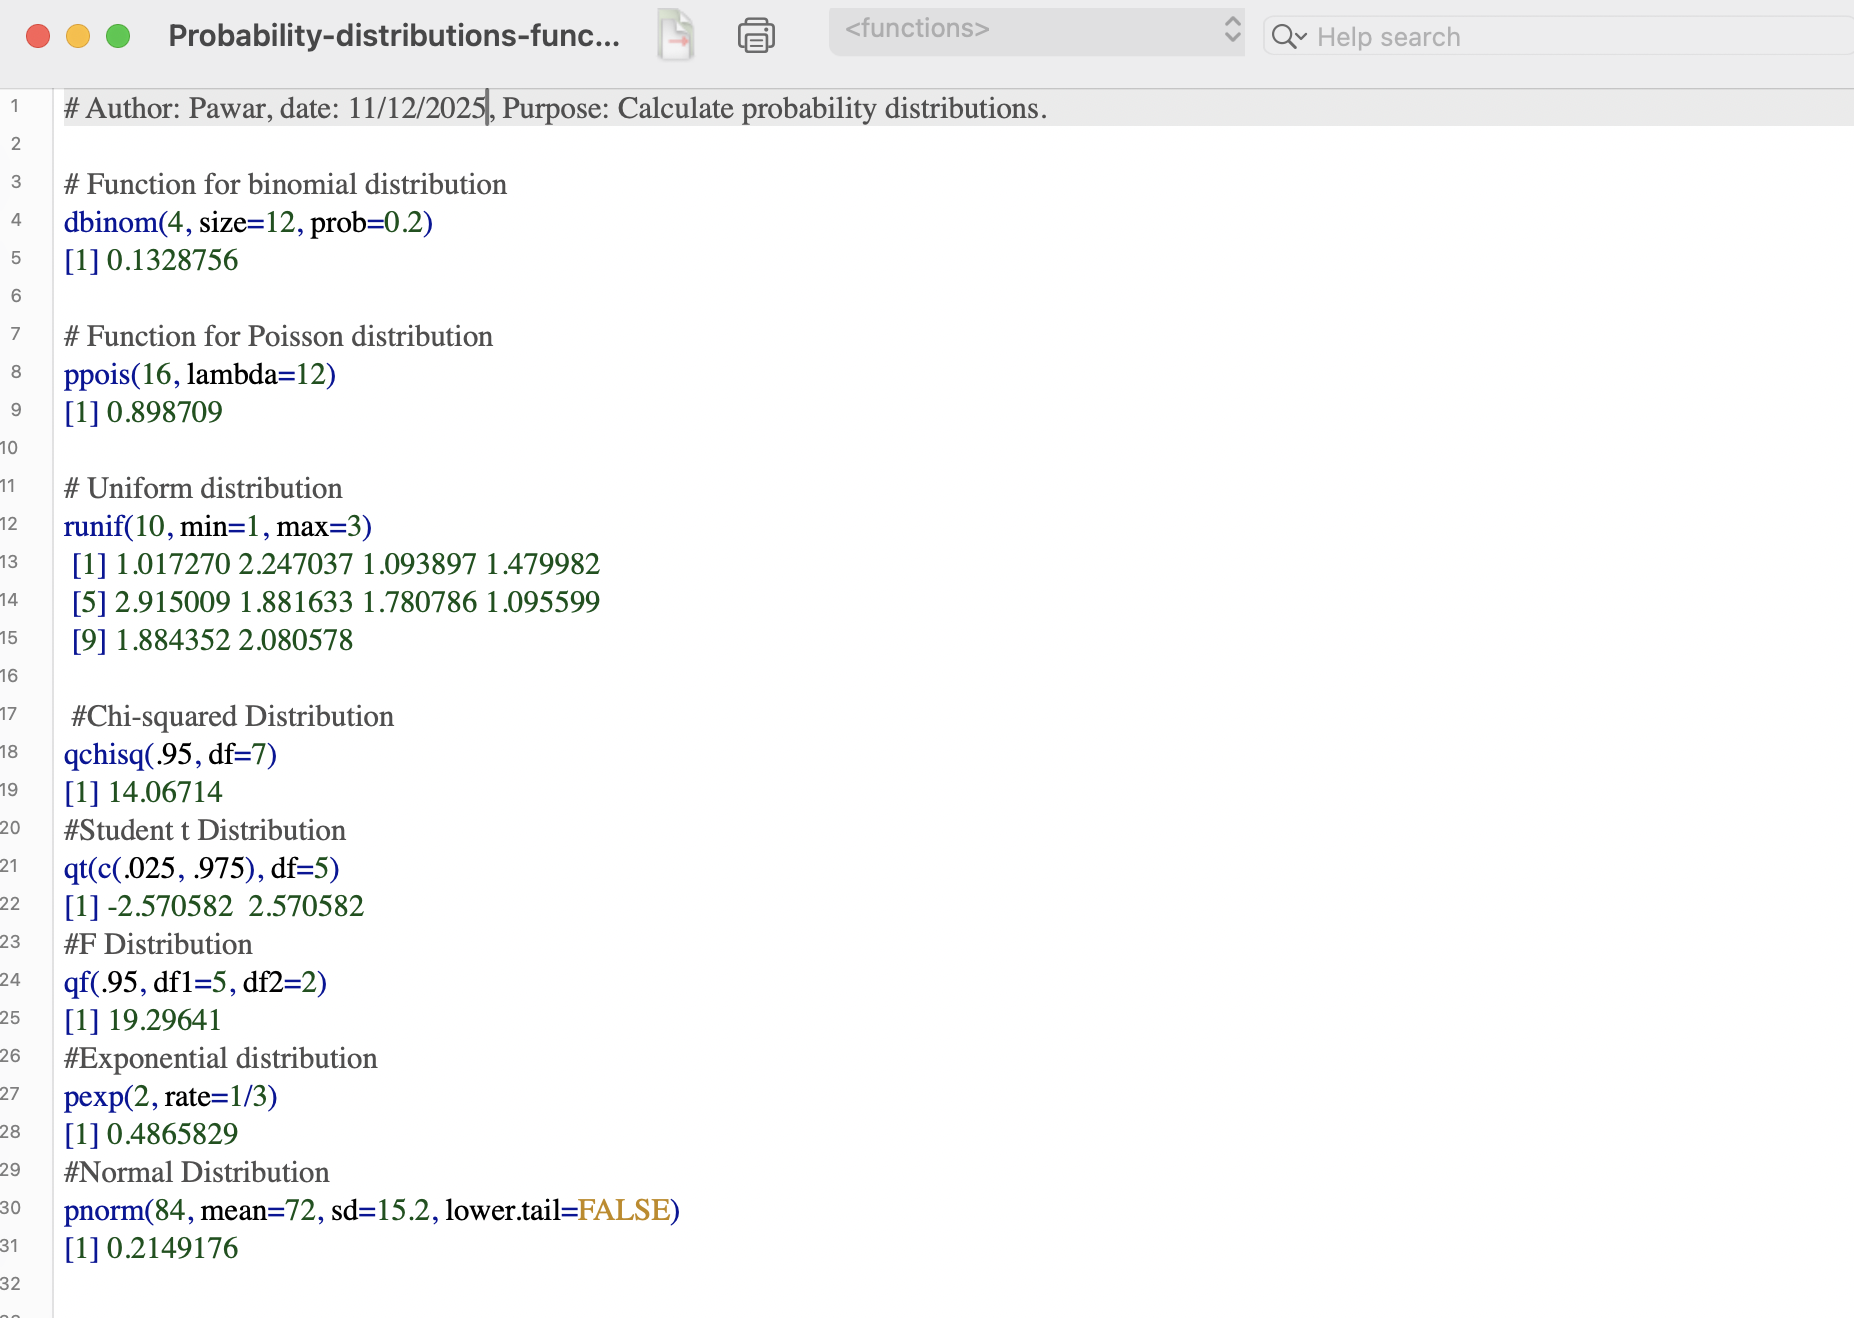 Probability-distributions-func...
<functions>
Help search
1 # Author: Pawar, date: 11/12/2025, Purpose: Calculate probability distributions.
2
3 # Function for binomial distribution
4 dbinom(4, size=12, prob=0.2)
5 [1] 0.1328756
6
7 # Function for Poisson distribution
8 ppois(16, lambda=12)
9 [1] 0.898709
10
11 # Uniform distribution
12 runif(10, min=1, max=3)
13 [1] 1.017270 2.247037 1.093897 1.479982
14 [5] 2.915009 1.881633 1.780786 1.095599
15 [9] 1.884352 2.080578
16
17 #Chi-squared Distribution
18 qchisq(.95, df=7)
19 [1] 14.06714
20 #Student t Distribution
21 qt(c(.025, .975), df=5)
22 [1] -2.570582  2.570582
23 #F Distribution
24 qf(.95, df1=5, df2=2)
25 [1] 19.29641
26 #Exponential distribution
27 pexp(2, rate=1/3)
28 [1] 0.4865829
29 #Normal Distribution
30 pnorm(84, mean=72, sd=15.2, lower.tail=FALSE)
31 [1] 0.2149176
32